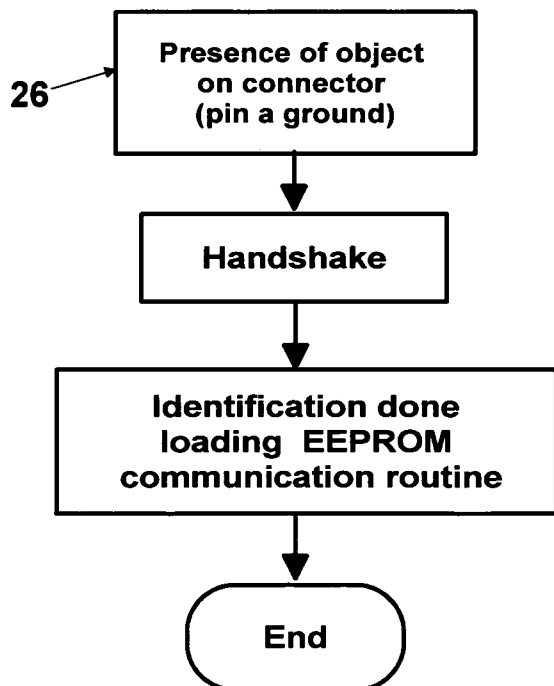 26
Presence of object
on connector
(pin a ground)
Handshake
Identification done
loading EEPROM
communication routine
End